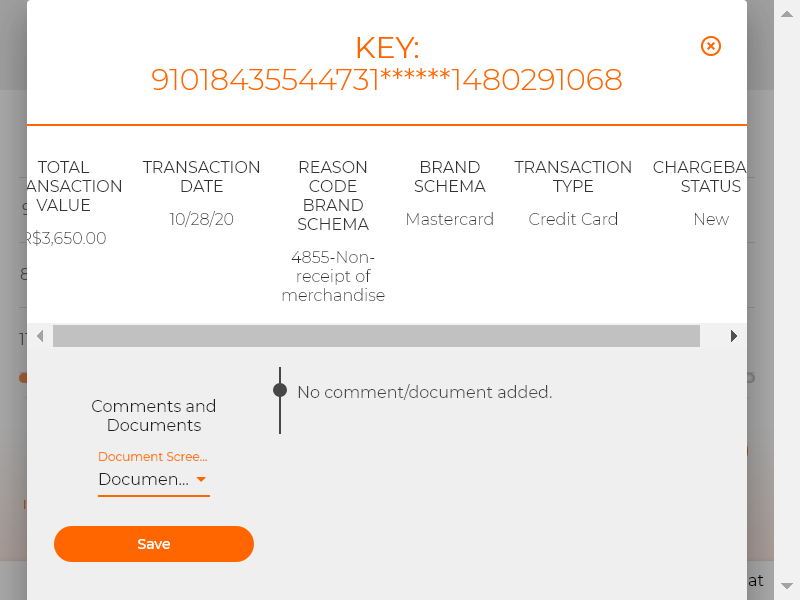 KEY:
91018435544731******1480291068
TOTAL
ANSACTION
VALUE
R$3,650.00
TRANSACTION
DATE
10/28/20
REASON
CODE
BRAND
SCHEMA
4855-Non-
receipt of
merchandise
BRAND
SCHEMA
Mastercard
TRANSACTION
TYPE
Credit Card
CHARGEBA
STATUS
New
Comments and
Documents
Document Scree...
Documen...
Save
No comment/document added.
at